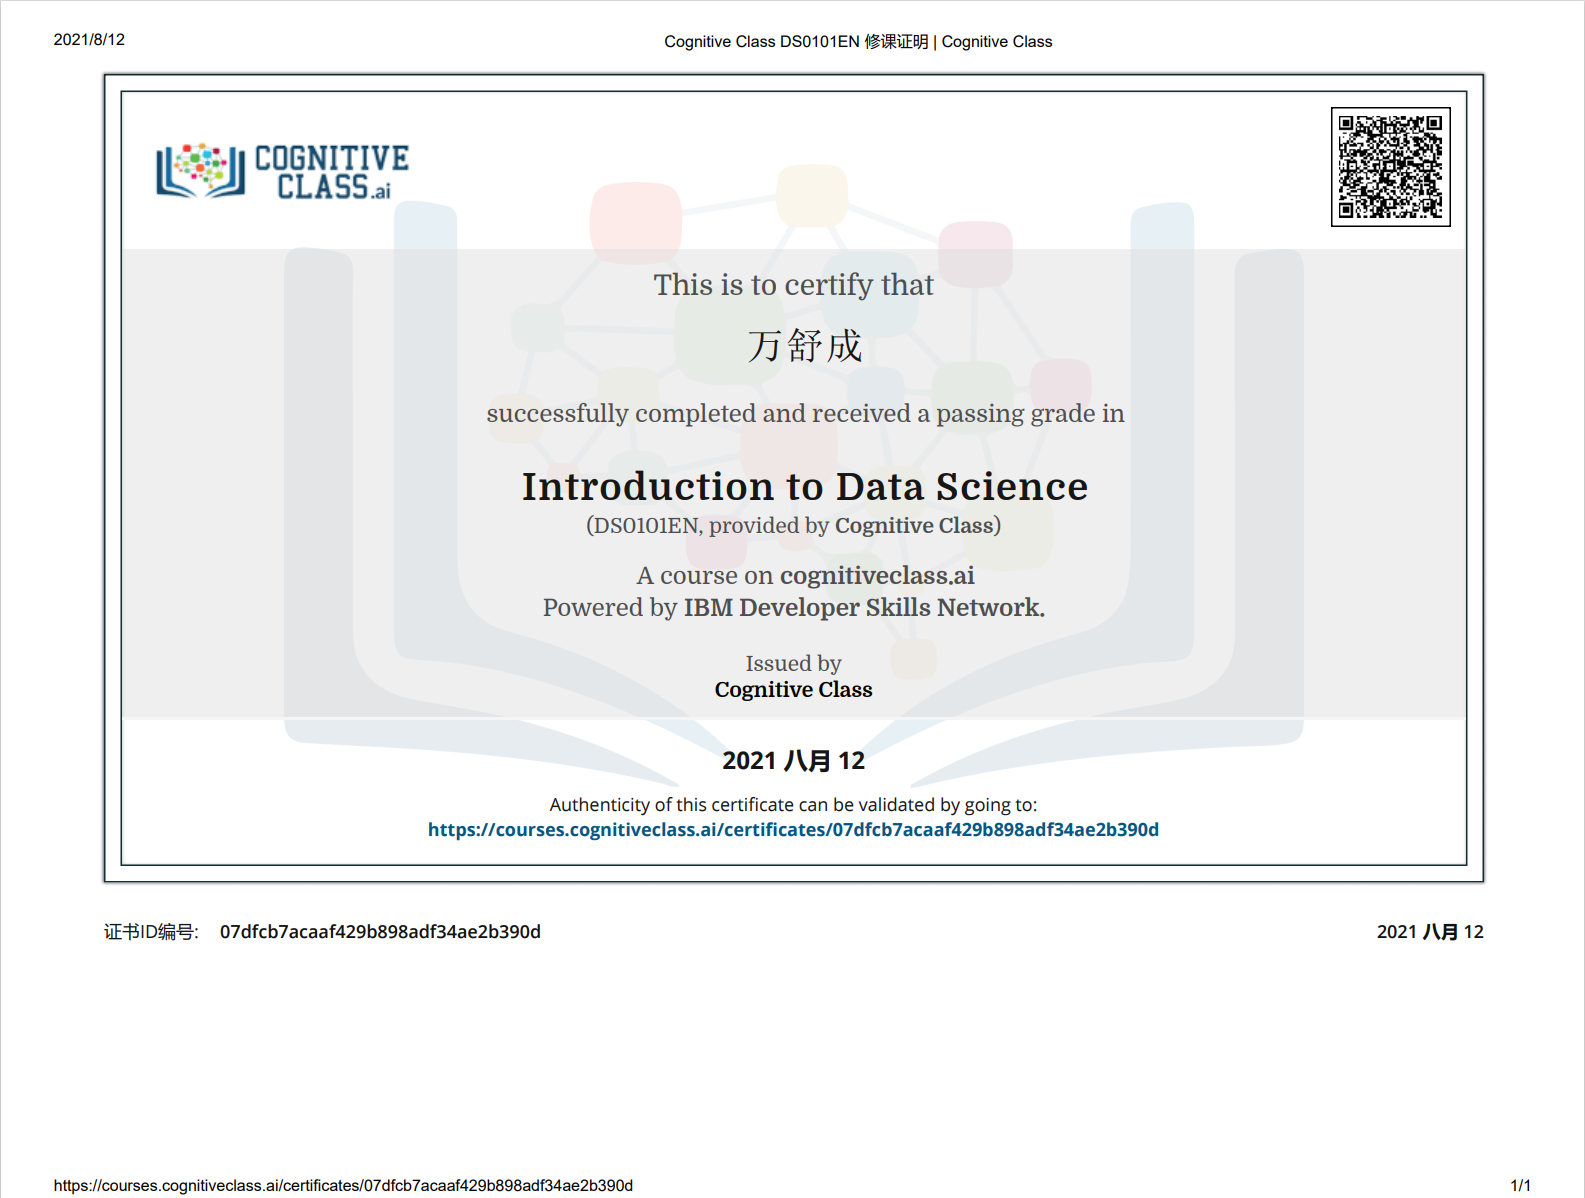 2021/8/12
Cognitive Class DS0101EN 修课证明 | Cognitive Class
COGNITIVE
CLASS.ai
This is to certify that
万舒成
successfully completed and received a passing grade in
Introduction to Data Science
(DS0101EN, provided by Cognitive Class)
A course on cognitiveclass.ai
Powered by IBM Developer Skills Network.
Issued by
Cognitive Class
2021 八月 12
Authenticity of this certificate can be validated by going to:
https://courses.cognitiveclass.ai/certificates/07dfcb7acaaf429b898adf34ae2b390d
证书ID编号: 07dfcb7acaaf429b898adf34ae2b390d
2021 八月 12
https://courses.cognitiveclass.ai/certificates/07dfcb7acaaf429b898adf34ae2b390d
1/1